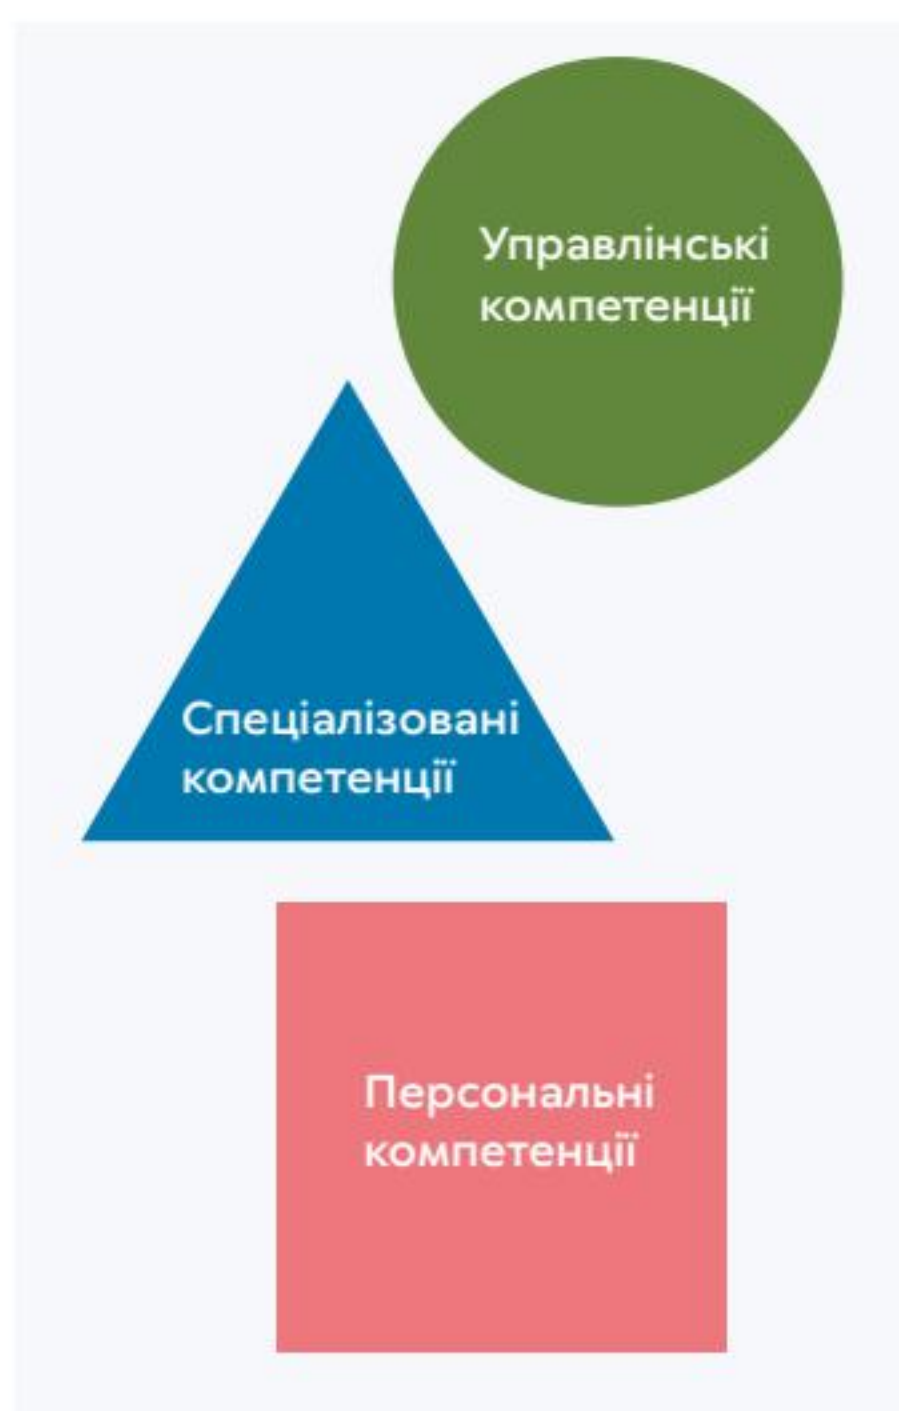 Управлінські
компетенції
Спеціалізовані
компетенції
Персональні
компетенції